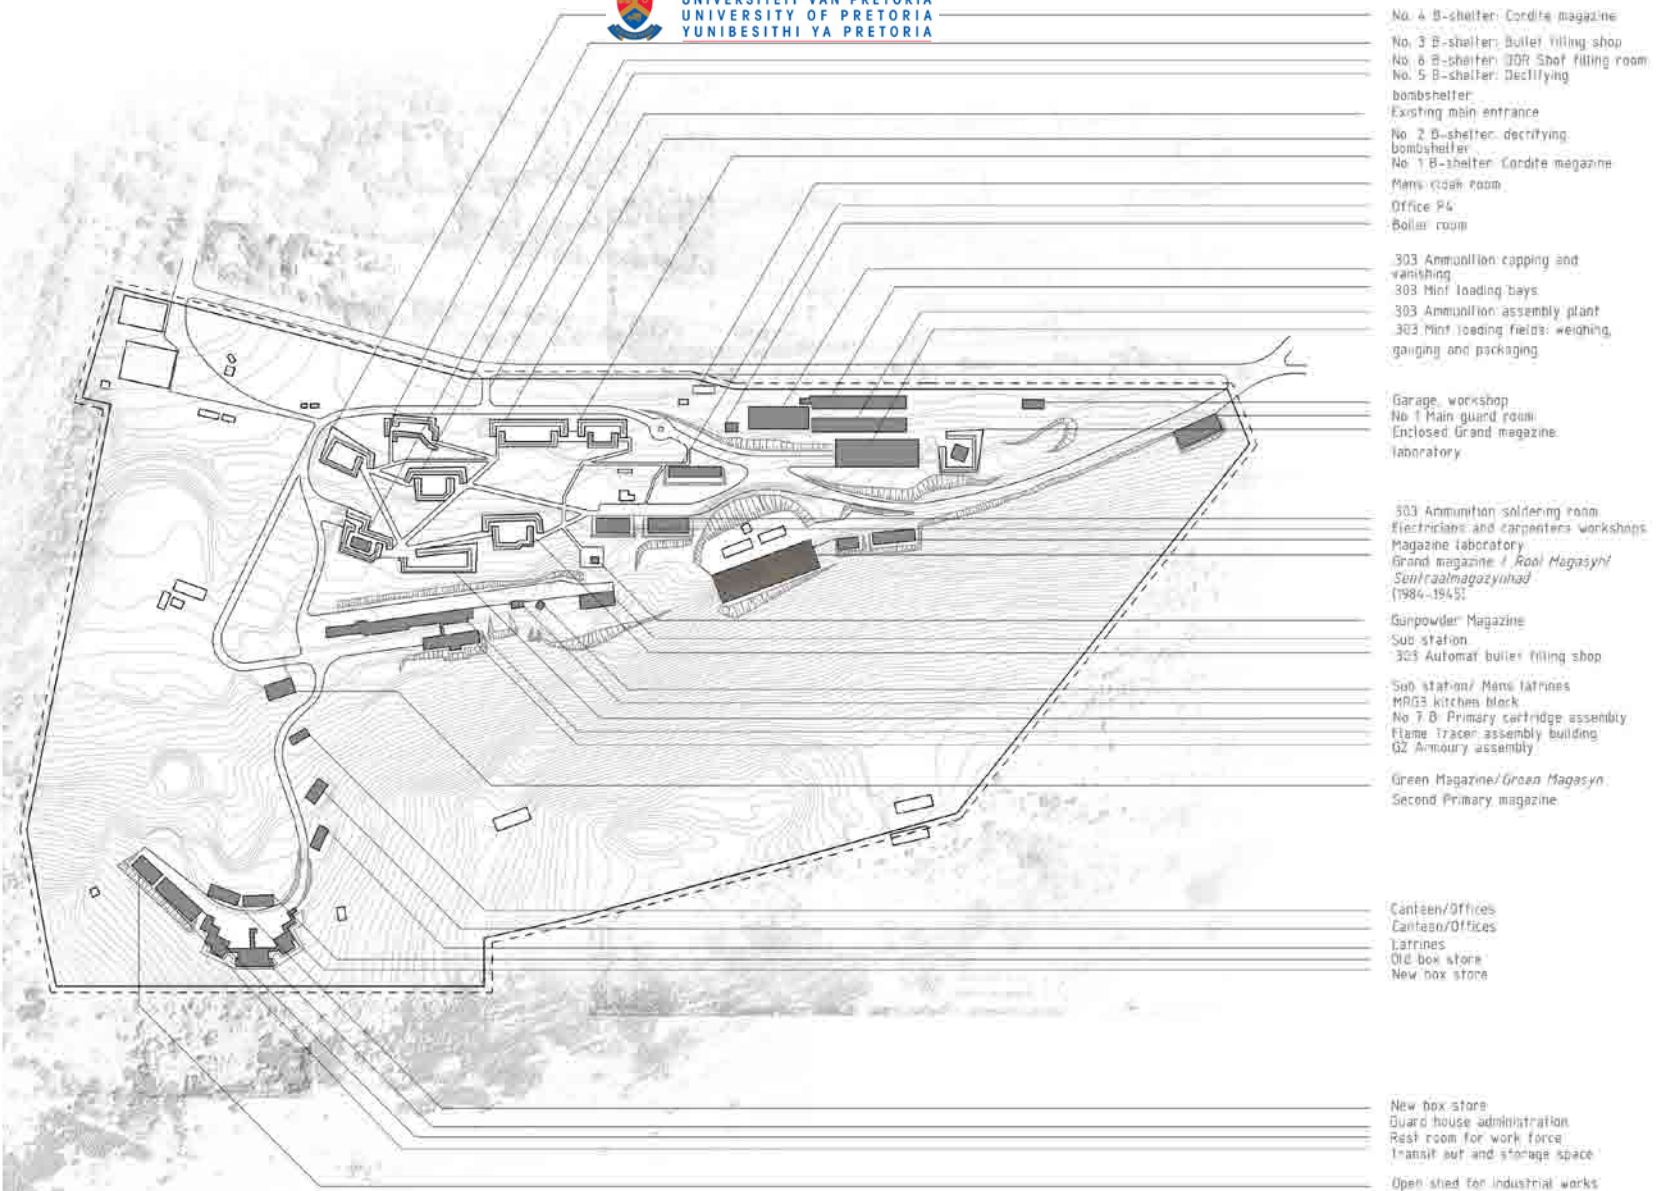 UNIVERSITEIT VAN PRETORIA
UNIVERSITY OF PRETORIA
YUNIBESITHI YA PRETORIA
No. 4 B-shelter: Cordite magazine
No. 3 B-shelter: Bullet filling shop
No. 6 B-shelter: Shot filling room
No. 5 B-shelter: Dectifying
bombshelter
Existing main entrance
No. 2 B-shelter: dectifying
bombshelter
No. 1 B-shelter: Cordite magazine
Mens cloak room
Office P4
Boiler room
.303 Ammunition capping and
vanishing
.303 Mint loading bays
.303 Ammunition assembly plant
.303 Mint loading fields: weighing,
gauging and packaging
Garage, workshop
No 1 Main guard room
Enclosed Grand magazine:
laboratory
.303 Ammunition soldering room
Electricians and carpenters workshops
Magazine laboratory
Grand magazine / Rooi Magasyn/
Sentraalmagazynhad
(1984-1945)
Gunpowder Magazine
Sub station
.303 Automat bullet filling shop
Sub station/ Mens latrines
MRG3 kitchen block
No 7 B: Primary cartridge assembly
Flame Tracer assembly building
G2 Armoury assembly
Green Magazine/Groen Magasyn:
Second Primary magazine
Canteen/Offices
Canteen/Offices
Latrines
Old box store
New box store
New box store
Guard house administration
Rest room for work force
Transit out and storage space
Open shed for industrial works